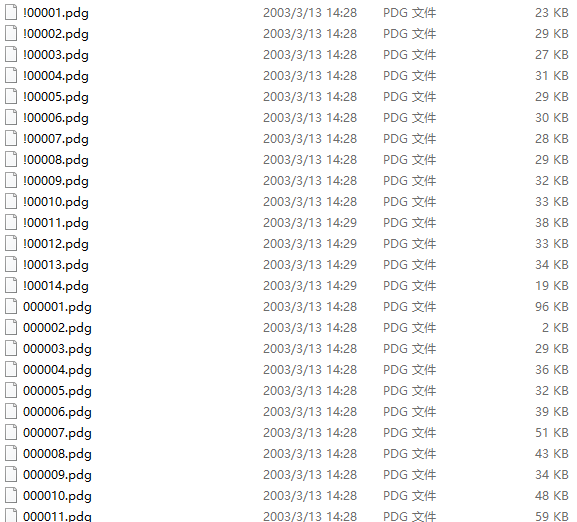 !00001.pdg 2003/3/13 14:28 PDG 文件 23 KB
!00002.pdg 2003/3/13 14:28 PDG 文件 29 KB
!00003.pdg 2003/3/13 14:28 PDG 文件 27 KB
!00004.pdg 2003/3/13 14:28 PDG 文件 31 KB
!00005.pdg 2003/3/13 14:28 PDG 文件 29 KB
!00006.pdg 2003/3/13 14:28 PDG 文件 30 KB
!00007.pdg 2003/3/13 14:28 PDG 文件 28 KB
!00008.pdg 2003/3/13 14:28 PDG 文件 29 KB
!00009.pdg 2003/3/13 14:28 PDG 文件 32 KB
!00010.pdg 2003/3/13 14:28 PDG 文件 33 KB
!00011.pdg 2003/3/13 14:29 PDG 文件 38 KB
!00012.pdg 2003/3/13 14:29 PDG 文件 33 KB
!00013.pdg 2003/3/13 14:29 PDG 文件 34 KB
!00014.pdg 2003/3/13 14:29 PDG 文件 19 KB
000001.pdg 2003/3/13 14:28 PDG 文件 96 KB
000002.pdg 2003/3/13 14:28 PDG 文件 2 KB
000003.pdg 2003/3/13 14:28 PDG 文件 29 KB
000004.pdg 2003/3/13 14:28 PDG 文件 36 KB
000005.pdg 2003/3/13 14:28 PDG 文件 32 KB
000006.pdg 2003/3/13 14:28 PDG 文件 39 KB
000007.pdg 2003/3/13 14:28 PDG 文件 51 KB
000008.pdg 2003/3/13 14:28 PDG 文件 43 KB
000009.pdg 2003/3/13 14:28 PDG 文件 34 KB
000010.pdg 2003/3/13 14:28 PDG 文件 48 KB
000011.pdg 2003/3/13 14:28 PDG 文件 59 KB